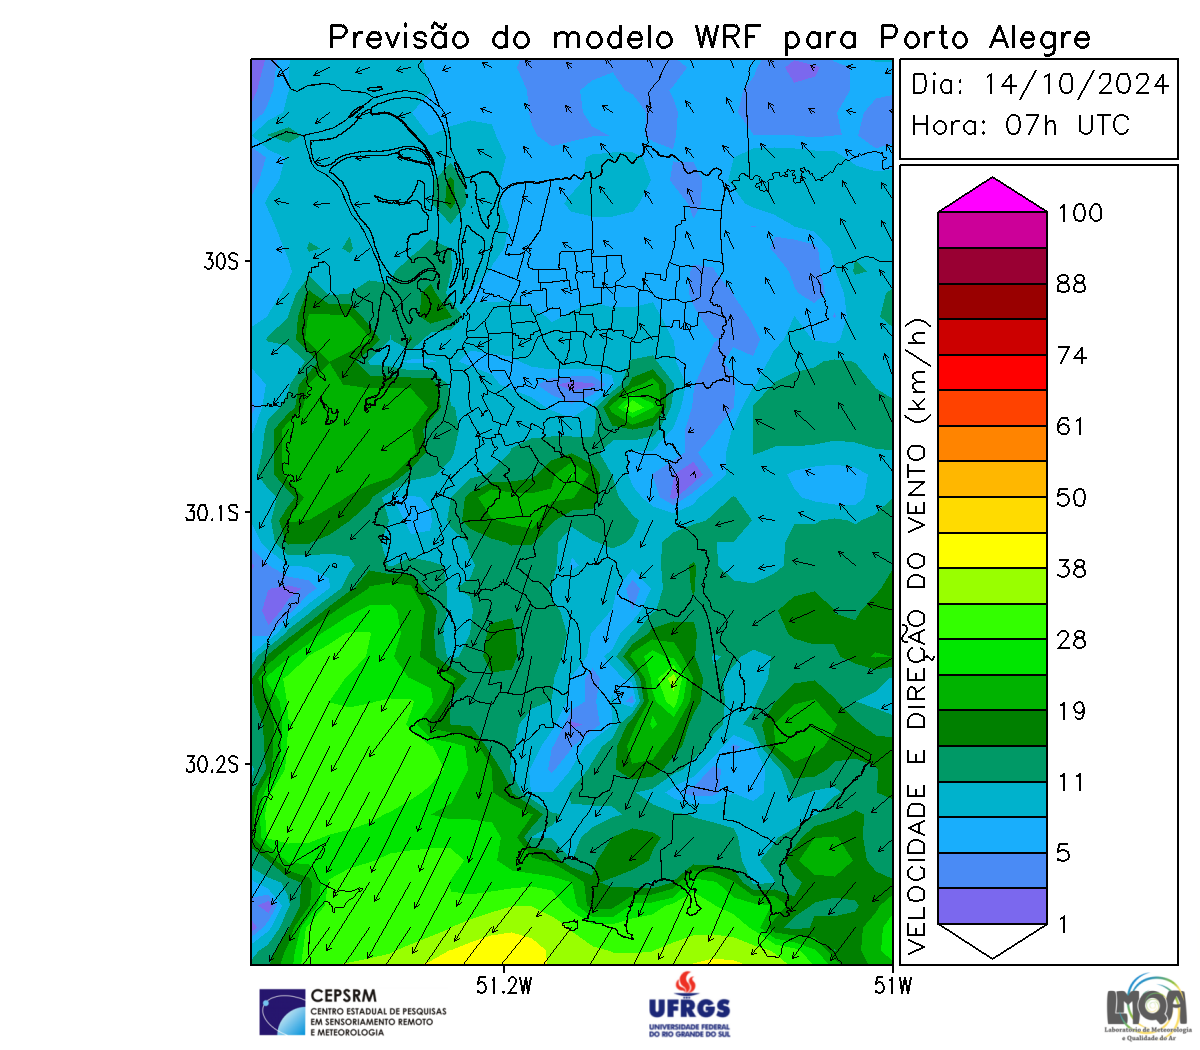 Previsão do modelo WRF para Porto Alegre
Dia: 14/10/2024
Hora: 07h UTC
VELOCIDADE E DIREÇÃO DO VENTO (km/h)
100
88
74
61
50
38
28
19
11
5
1
30S
30.1S
30.2S
51.2W
51W
CEPSRM
CENTRO ESTADUAL DE PESQUISAS
EM SENSORIAMENTO REMOTO
E METEOROLOGIA
UFRGS
UNIVERSIDADE FEDERAL
DO RIO GRANDE DO SUL
LMQA
Laboratório de Meteorologia
e Qualidade do Ar